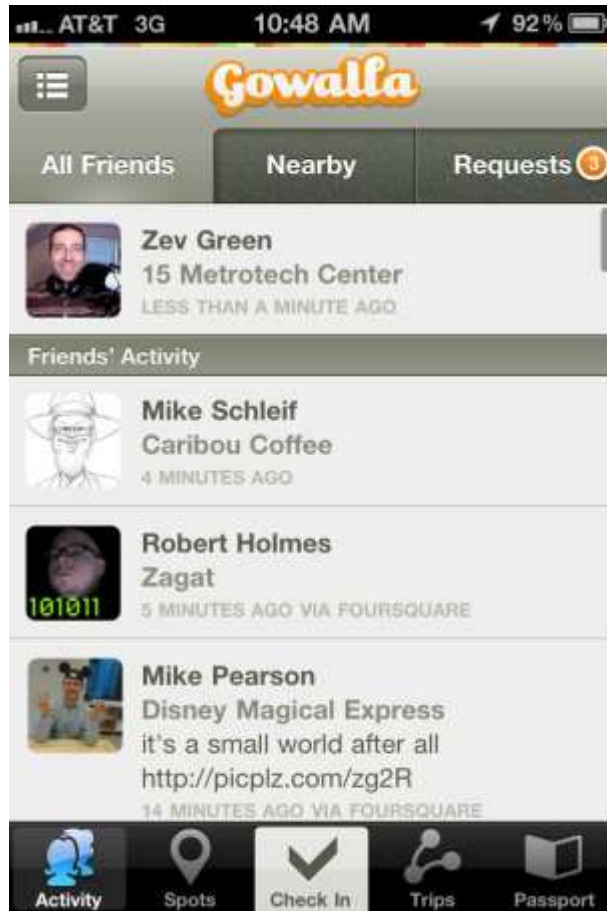 AT&T 3G 10:48 AM 92%
Gowalla
All Friends Nearby Requests 3
Zev Green
15 Metrotech Center
LESS THAN A MINUTE AGO
Friends' Activity
Mike Schleif
Caribou Coffee
4 MINUTES AGO
Robert Holmes
Zagat
101011
5 MINUTES AGO VIA FOURSQUARE
Mike Pearson
Disney Magical Express
it's a small world after all
http://picplz.com/zg2R
14 MINUTES AGO VIA FOURSQUARE
Activity Spots Check In Trips Passport